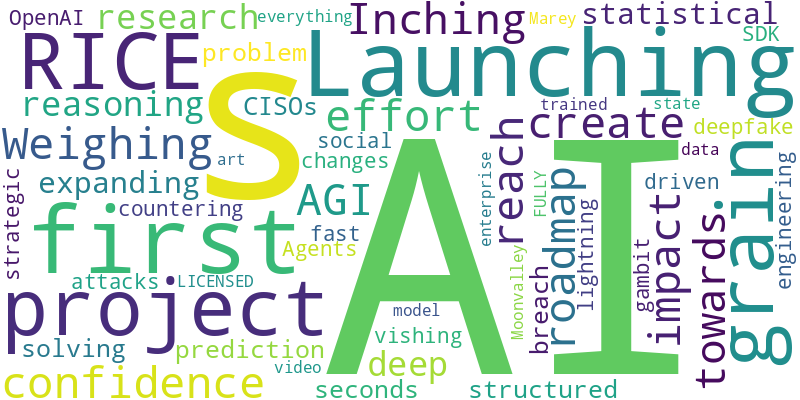 OpenAI
research
everything
Inching
Marey
statistical
SDK
RICE
problem
Launching
reasoning
CISOs
effort
trained
state
create
deepfake
Weighing
art
social
changes
S
AI
data
expanding
strategic
countering
AGI
reach
enterprise
FULLY
driven
engineering
first
Agents
fast
roadmap
lightning
impact
towards
grain
attacks
LICENSED
Moonvalley
breach
gambit
project
model
vishing
solving
prediction
video
deep
confidence
seconds
structured